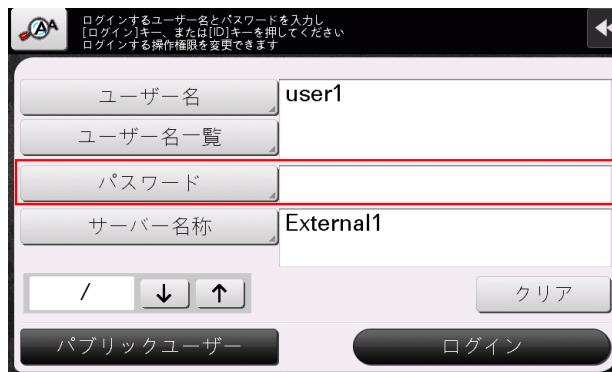 ログインするユーザー名とパスワードを入力し
[ログイン]キー、または[ID]キーを押してください
ログインする操作権限を変更できます
ユーザー名
user1
ユーザー名一覧
パスワード
サーバー名称
External1
/ ↓ ↑
クリア
パブリックユーザー
ログイン